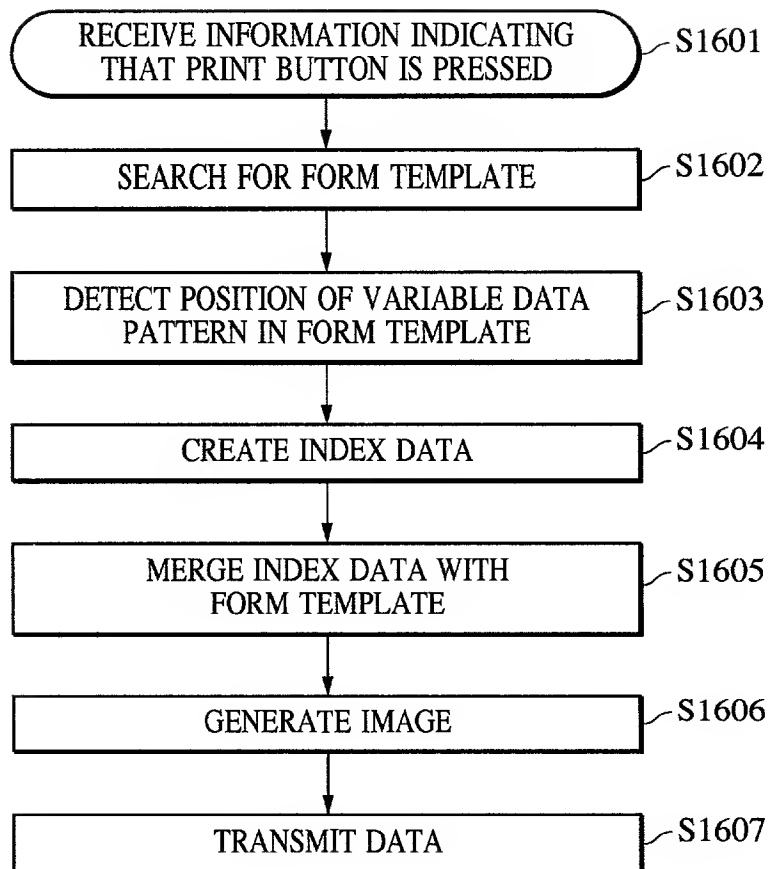 RECEIVE INFORMATION INDICATING
THAT PRINT BUTTON IS PRESSED
S1601
SEARCH FOR FORM TEMPLATE
S1602
DETECT POSITION OF VARIABLE DATA
PATTERN IN FORM TEMPLATE
S1603
CREATE INDEX DATA
S1604
MERGE INDEX DATA WITH
FORM TEMPLATE
S1605
GENERATE IMAGE
S1606
TRANSMIT DATA
S1607